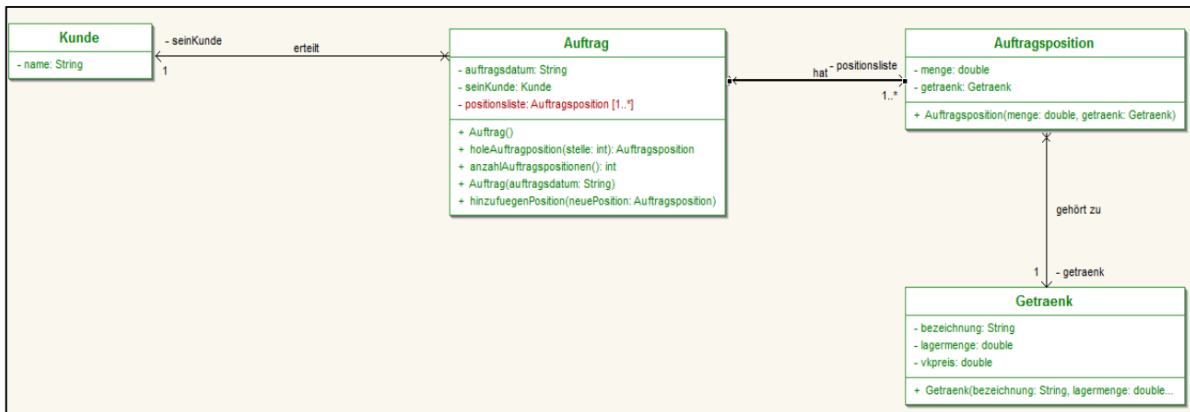 Kunde
- name: String
- seinKunde
1
erteilt
Auftrag
- auftragsdatum: String
- seinKunde: Kunde
- positionsliste: Auftragsposition [1..*]
+ Auftrag()
+ holeAuftragposition(stelle: int): Auftragsposition
+ anzahlAuftragspositionen(): int
+ Auftrag(auftragsdatum: String)
+ hinzufuegenPosition(neuePosition: Auftragsposition)
- positionsliste
hat
1..*
Auftragsposition
- menge: double
- getraenk: Getraenk
+ Auftragsposition(menge: double, getraenk: Getraenk)
gehört zu
1 - getraenk
Getraenk
- bezeichnung: String
- lagermenge: double
- vkpreis: double
+ Getraenk(bezeichnung: String, lagermenge: double...